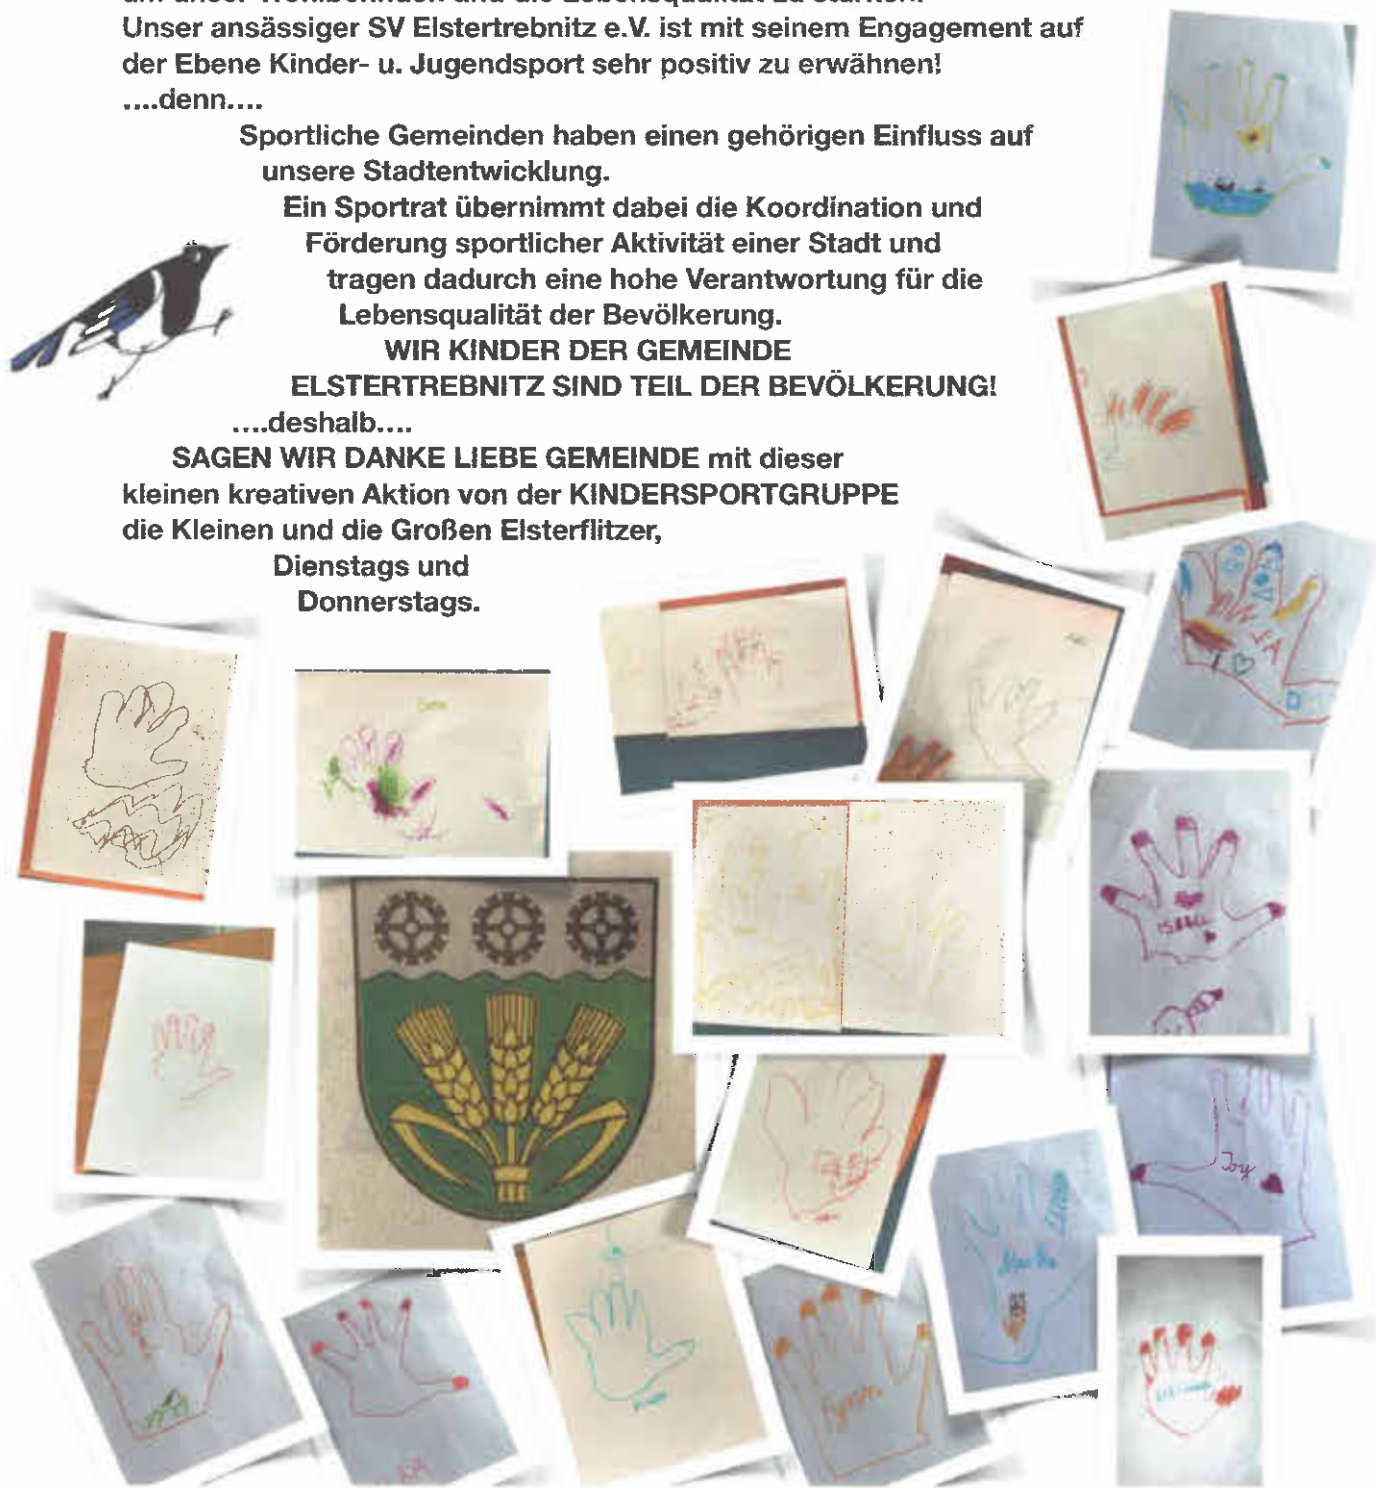 Unser ansässiger SV Elstertrebnitz e.V. ist mit seinem Engagement auf
der Ebene Kinder- u. Jugendsport sehr positiv zu erwähnen!
....denn....
Sportliche Gemeinden haben einen gehörigen Einfluss auf
unsere Stadtentwicklung.
Ein Sportrat übernimmt dabei die Koordination und
Förderung sportlicher Aktivität einer Stadt und
tragen dadurch eine hohe Verantwortung für die
Lebensqualität der Bevölkerung.
WIR KINDER DER GEMEINDE
ELSTERTREBNITZ SIND TEIL DER BEVÖLKERUNG!
....deshalb....
SAGEN WIR DANKE LIEBE GEMEINDE mit dieser
kleinen kreativen Aktion von der KINDERSPORTGRUPPE
die Kleinen und die Großen Elsterflitzer,
Dienstags und
Donnerstags.